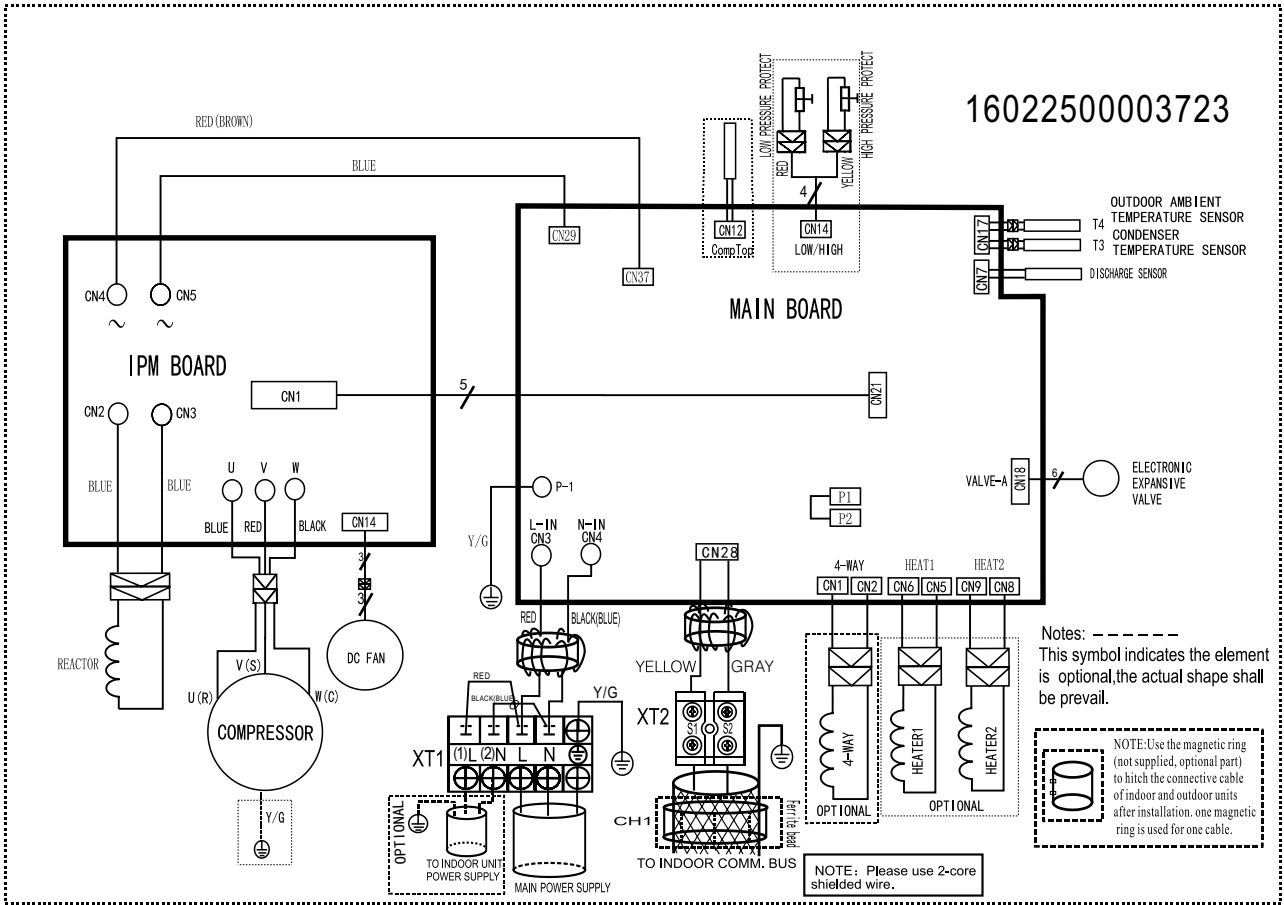 16022500003723
RED(BROWN)
BLUE
LOW PRESSURE PROTECT
HIGH PRESSURE PROTECT
RED
YELLOW
4
CN12
CompTop
CN14
LOW/HIGH
CN29
CN37
CN17
T4
OUTDOOR AMBIENT
TEMPERATURE SENSOR
T3
CONDENSER
TEMPERATURE SENSOR
CN7
DISCHARGE SENSOR
MAIN BOARD
CN4
CN5
~
~
IPM BOARD
CN1
5
CN21
CN2
CN3
BLUE
BLUE
U
V
W
BLUE
RED
BLACK
CN14
3
3
DC FAN
REACTOR
V(S)
U(R)
W(C)
COMPRESSOR
Y/G
P-1
Y/G
L-IN
CN3
N-IN
CN4
RED
BLACK(BLUE)
RED
BLACK(BLUE)
Y/G
XT1
(1)L
(2)N
L
N
OPTIONAL
TO INDOOR UNIT
POWER SUPPLY
MAIN POWER SUPPLY
CN28
YELLOW
GRAY
XT2
S1
S2
CH1
Ferrite bead
TO INDOOR COMM. BUS
P1
P2
VALVE-A
CN18
6
ELECTRONIC
EXPANSIVE
VALVE
4-WAY
HEAT1
HEAT2
CN1
CN2
CN6
CN5
CN9
CN8
4-WAY
HEATER1
HEATER2
OPTIONAL
OPTIONAL
NOTE: Please use 2-core
shielded wire.
Notes: – – – – – –
This symbol indicates the element
is optional,the actual shape shall
be prevail.
NOTE:Use the magnetic ring
(not supplied, optional part)
to hitch the connective cable
of indoor and outdoor units
after installation. one magnetic
ring is used for one cable.